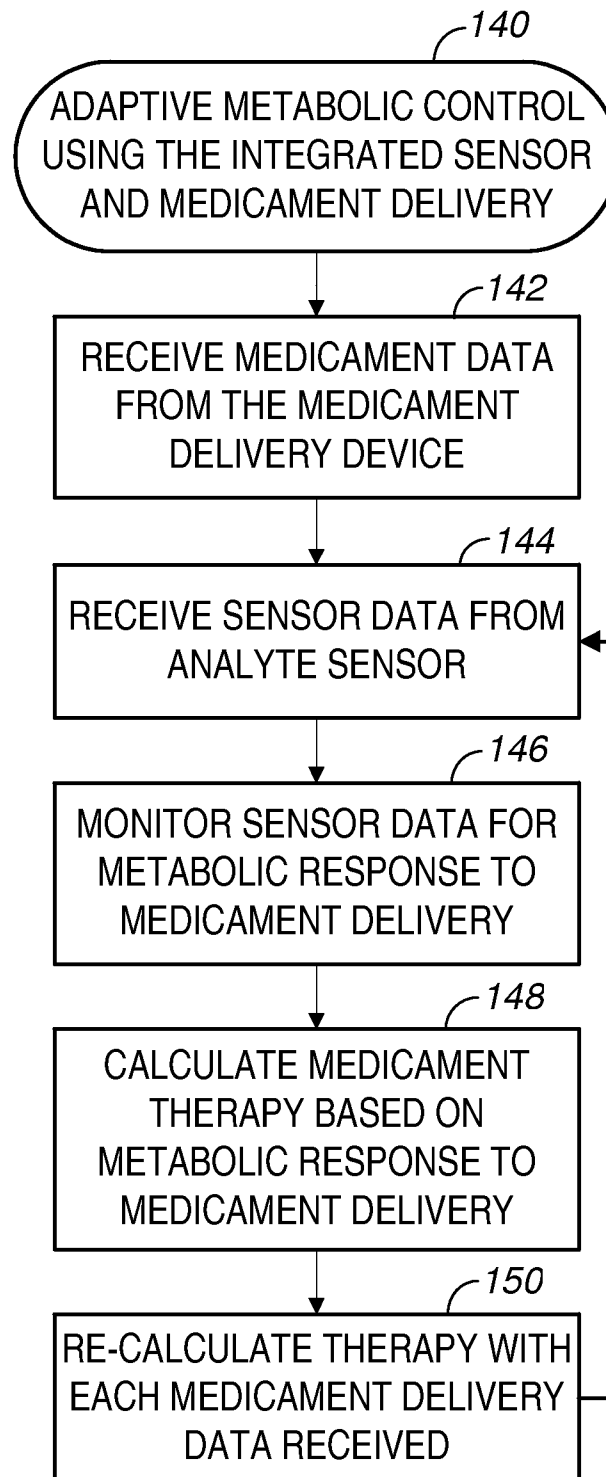 140
ADAPTIVE METABOLIC CONTROL
USING THE INTEGRATED SENSOR
AND MEDICAMENT DELIVERY
142
RECEIVE MEDICAMENT DATA
FROM THE MEDICAMENT
DELIVERY DEVICE
144
RECEIVE SENSOR DATA FROM
ANALYTE SENSOR
146
MONITOR SENSOR DATA FOR
METABOLIC RESPONSE TO
MEDICAMENT DELIVERY
148
CALCULATE MEDICAMENT
THERAPY BASED ON
METABOLIC RESPONSE TO
MEDICAMENT DELIVERY
150
RE-CALCULATE THERAPY WITH
EACH MEDICAMENT DELIVERY
DATA RECEIVED